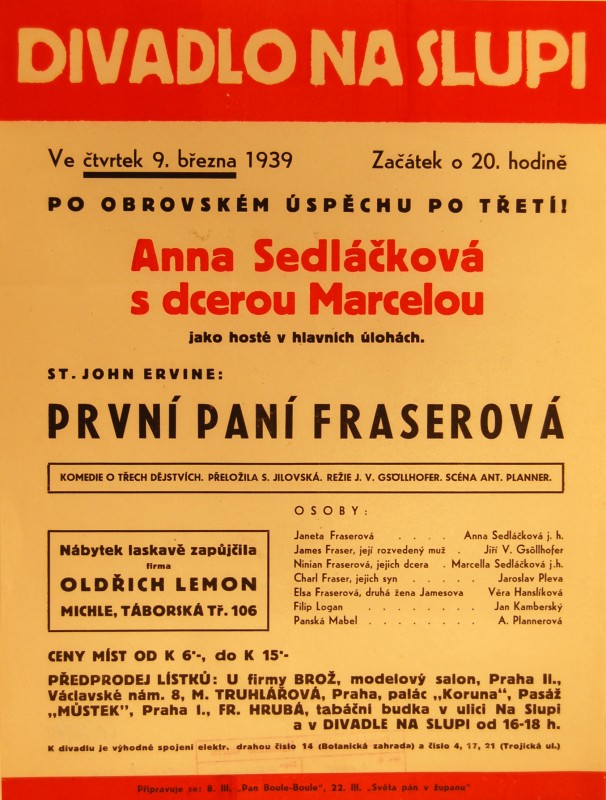 DIVADLO NA SLUPI
Ve čtvrtek 9. března 1939 Začátek o 20. hodině
PO OBROVSKÉM ÚSPĚCHU PO TŘETÍ!
Anna Sedláčková
s dcerou Marcelou
jako hosté v hlavních úlohách.
ST. JOHN ERVINE:
PRVNÍ PANÍ FRASEROVÁ
KOMEDIE O TŘECH DĚJSTVÍCH. PŘELOŽILA S. JILOVSKÁ. REŽIE J. V. GSÖLLHOFER. SCÉNA ANT. PLANNER.
OSOBY:
Janeta Fraserová . . . . Anna Sedláčková j. h.
James Fraser, její rozvedený muž . Jiří V. Gsöllhofer
Ninian Fraserová, jejich dcera . Marcella Sedláčková j.h.
Charl Fraser, jejich syn . . . . . Jaroslav Pleva
Elsa Fraserová, druhá žena Jamesova Věra Hanslíková
Filip Logan . . . . . . . . Jan Kamberský
Panská Mabel . . . . . . . A. Plannerová
Nábytek laskavě zapůjčila
firma
OLDŘICH LEMON
MICHLE, TÁBORSKÁ Tř. 106
CENY MÍST OD K 6·-, do K 15·-
PŘEDPRODEJ LÍSTKŮ: U firmy BROŽ, modelový salon, Praha II.,
Václavské nám. 8, M. TRUHLÁŘOVÁ, Praha, palác „Koruna", Pasáž
„MŮSTEK", Praha I., FR. HRUBÁ, tabáční budka v ulici Na Slupi
a v DIVADLE NA SLUPI od 16-18 h.
K divadlu je výhodné spojení elektr. drahou číslo 14 (Botanická zahrada) a číslo 4, 17, 21 (Trojická ul.)
Připravuje se: 8. III. „Pan Boule-Boule", 22. III. „Světa pán v županu"